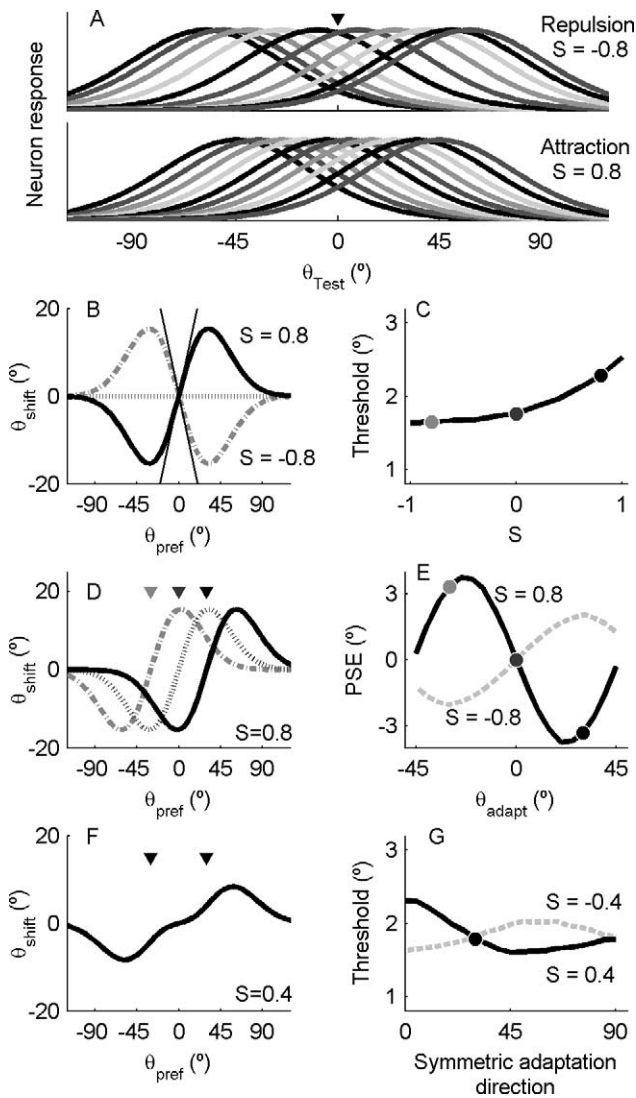 A
Repulsion
S = -0.8
Attraction
S = 0.8
Neuron response
-90 -45 0 45 90
θTest (º)
B
20
0
-20
θshift (º)
S = 0.8
S = -0.8
-90 -45 0 45 90
θpref (º)
C
3
2
1
Threshold (º)
-1 0 1
S
D
20
0
-20
θshift (º)
S=0.8
-90 -45 0 45 90
θpref (º)
E
3
0
-3
PSE (º)
S = 0.8
S = -0.8
-45 0 45
θadapt (º)
F
20
0
-20
θshift (º)
S=0.4
-90 -45 0 45 90
θpref (º)
G
3
2
1
Threshold (º)
S = -0.4
S = 0.4
0 45 90
Symmetric adaptation
direction